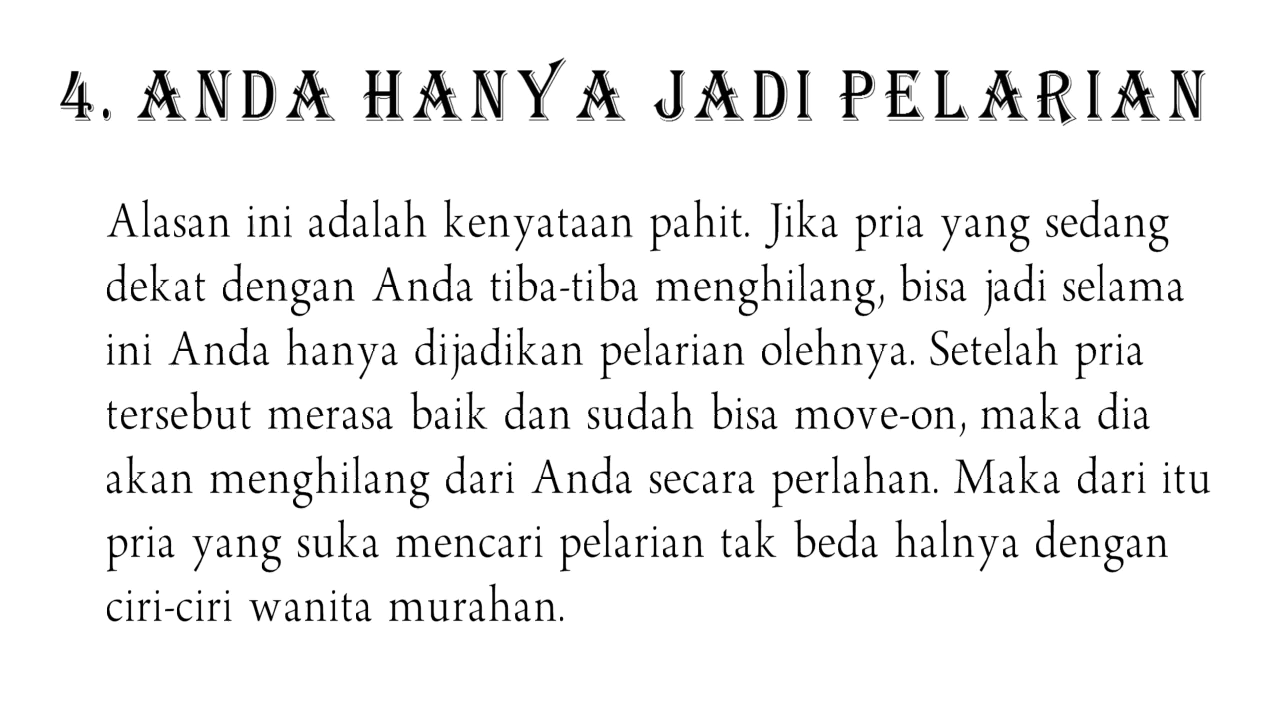 4. ANDA HANYA JADI PELARIAN
Alasan ini adalah kenyataan pahit. Jika pria yang sedang
dekat dengan Anda tiba-tiba menghilang, bisa jadi selama
ini Anda hanya dijadikan pelarian olehnya. Setelah pria
tersebut merasa baik dan sudah bisa move-on, maka dia
akan menghilang dari Anda secara perlahan. Maka dari itu
pria yang suka mencari pelarian tak beda halnya dengan
ciri-ciri wanita murahan.